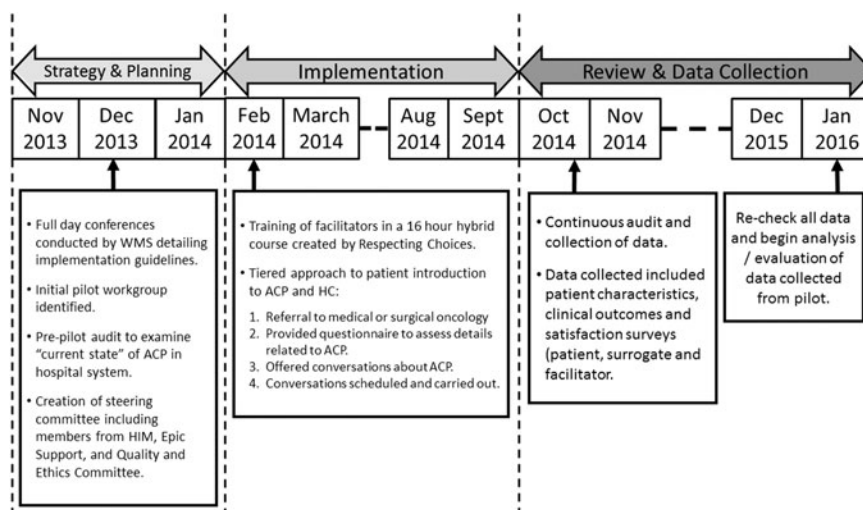 Strategy & Planning
Implementation
Review & Data Collection
Nov
2013
Dec
2013
Jan
2014
Feb
2014
March
2014
Aug
2014
Sept
2014
Oct
2014
Nov
2014
Dec
2015
Jan
2016
• Full day conferences
conducted by WMS detailing
implementation guidelines.
• Initial pilot workgroup
identified.
• Pre-pilot audit to examine
“current state” of ACP in
hospital system.
• Creation of steering
committee including
members from HIM, Epic
Support, and Quality and
Ethics Committee.
• Training of facilitators in a 16 hour hybrid
course created by Respecting Choices.
• Tiered approach to patient introduction
to ACP and HC:
1. Referral to medical or surgical oncology
2. Provided questionnaire to assess details
related to ACP.
3. Offered conversations about ACP.
4. Conversations scheduled and carried out.
• Continuous audit and
collection of data.
• Data collected included
patient characteristics,
clinical outcomes and
satisfaction surveys
(patient, surrogate and
facilitator.
Re-check all data
and begin analysis
/ evaluation of
data collected
from pilot.